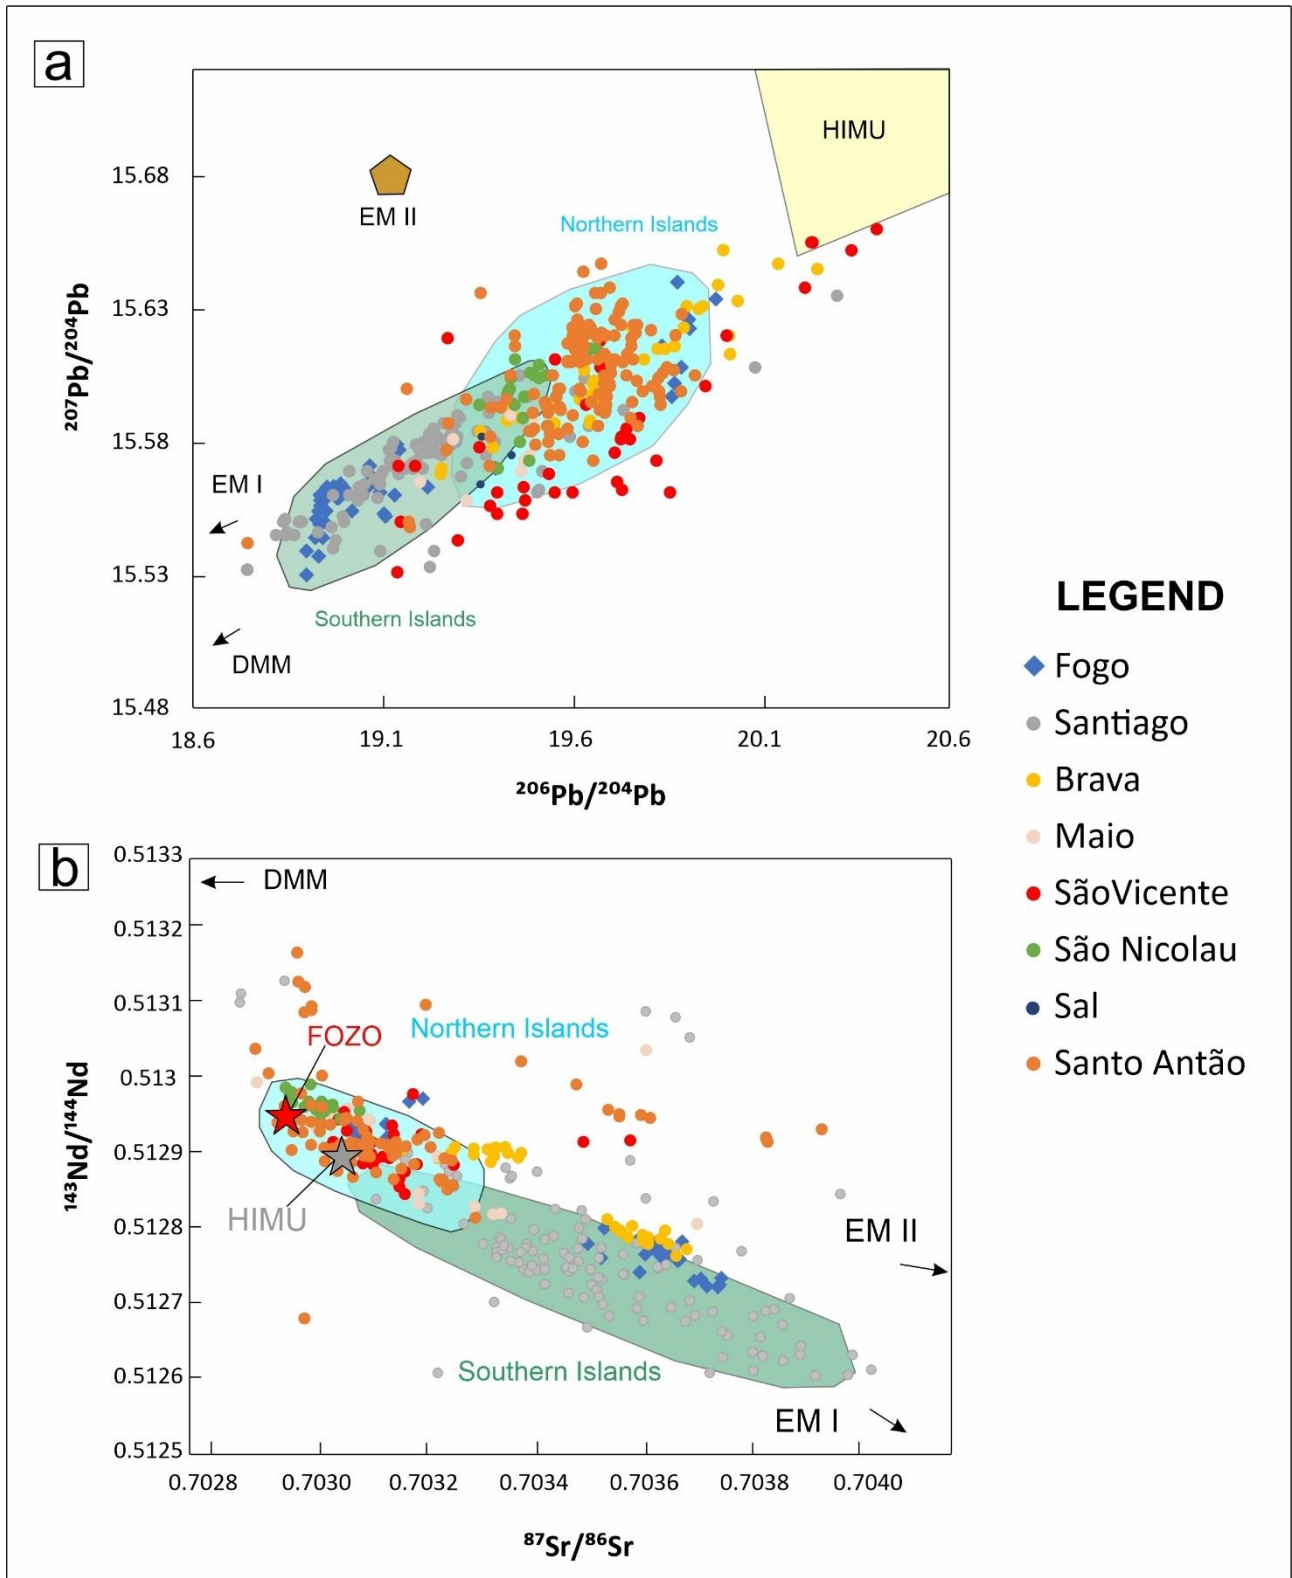 a
HIMU
15.68
EM II
Northern Islands
15.63
²⁰⁷Pb/²⁰⁴Pb
15.58
EM I
15.53
Southern Islands
DMM
15.48
18.6 19.1 19.6 20.1 20.6
²⁰⁶Pb/²⁰⁴Pb
b
0.5133
DMM
0.5132
0.5131
FOZO
Northern Islands
0.513
¹⁴³Nd/¹⁴⁴Nd
0.5129
HIMU
EM II
0.5128
0.5127
Southern Islands
0.5126
EM I
0.5125
0.7028 0.7030 0.7032 0.7034 0.7036 0.7038 0.7040
⁸⁷Sr/⁸⁶Sr
LEGEND
Fogo
Santiago
Brava
Maio
SãoVicente
São Nicolau
Sal
Santo Antão